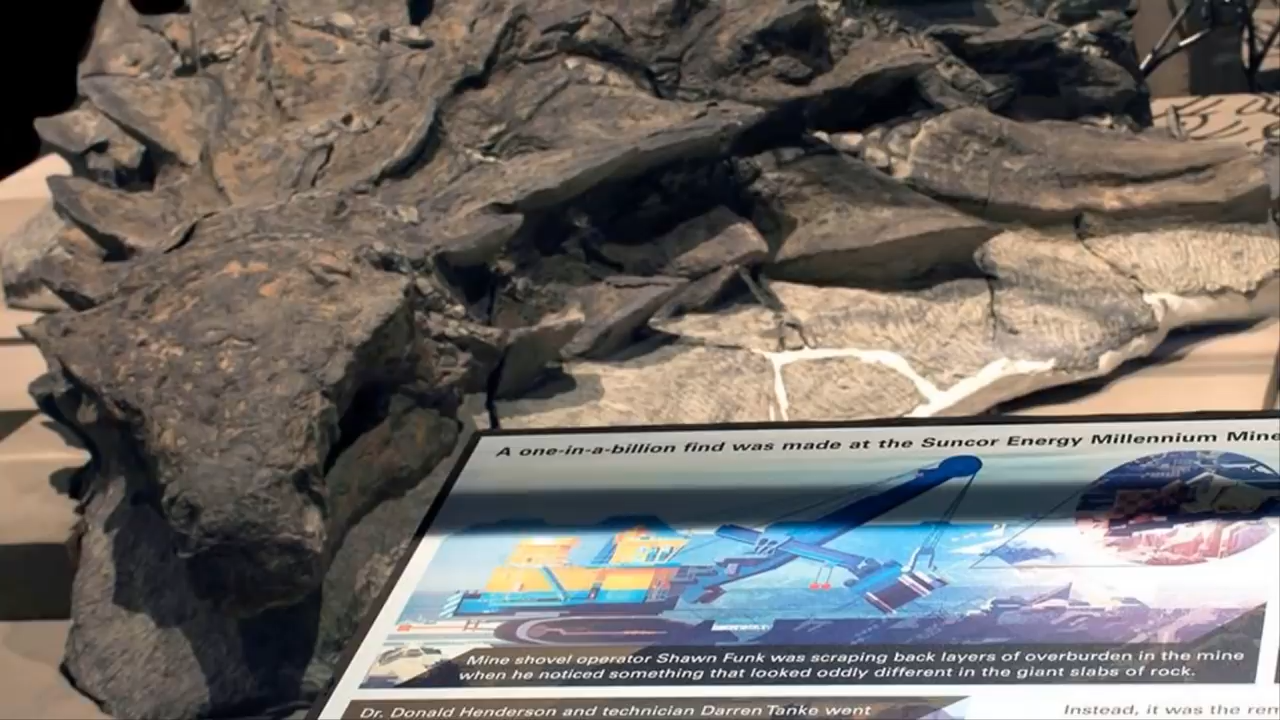 A one-in-a-billion find was made at the Suncor Energy Millennium Mine
Mine shovel operator Shawn Funk was scraping back layers of overburden in the mine
when he noticed something that looked oddly different in the giant slabs of rock.
Dr. Donald Henderson and technician Darren Tanke went
Instead, it was the